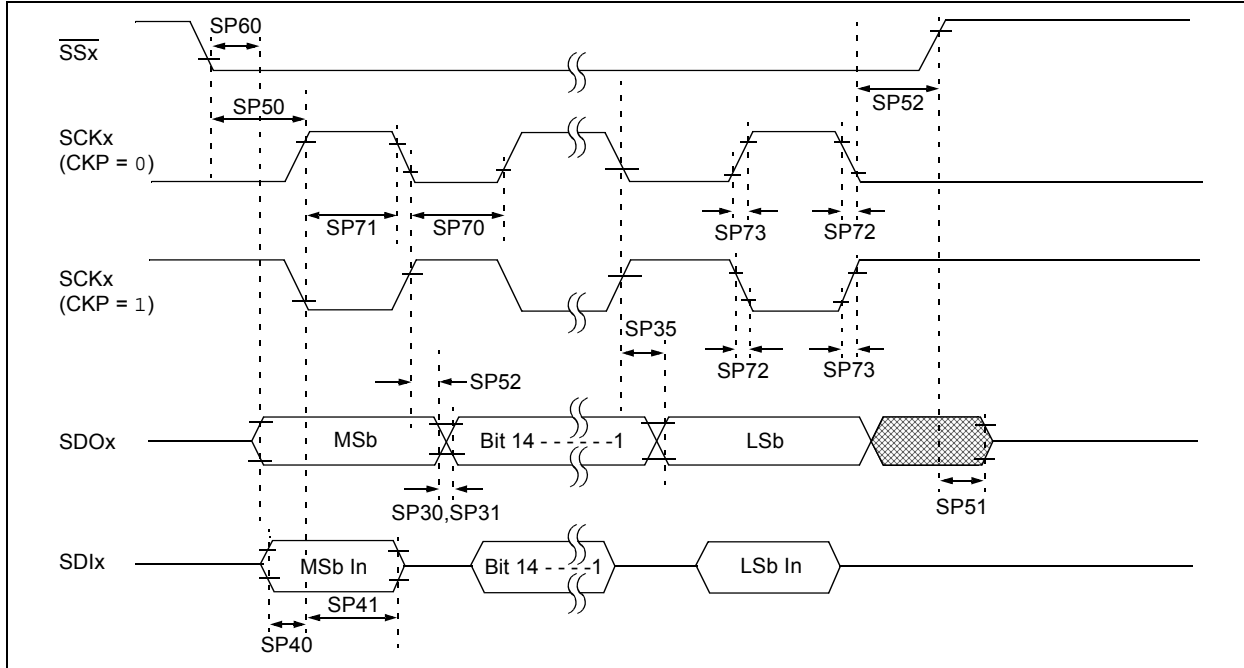 SP60
SSx
SP50
SP52
SCKx
(CKP = 0)
SP71
SP70
SP73
SP72
SCKx
(CKP = 1)
SP35
SP72
SP73
SP52
SDOx
MSb
Bit 14 - - - - - - -1
LSb
SP30,SP31
SP51
SDIx
MSb In
Bit 14 - - - - -1
LSb In
SP41
SP40